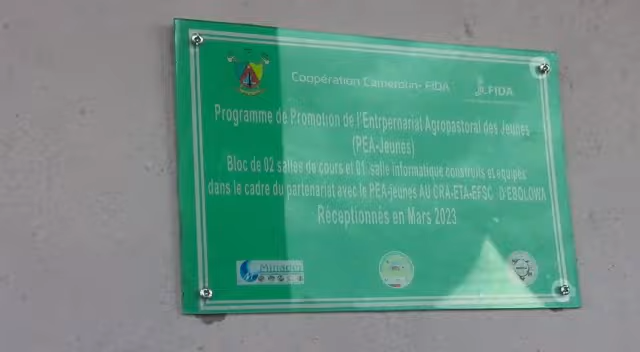 Coopération Cameroun- FIDA
FIDA
Programme de Promotion de l'Entrpernariat Agropastoral des Jeunes
(PEA-Jeunes)
Bloc de 02 salles de cours et 01 salle informatique construits et equipés
dans le cadre du partenariat avec le PEA-jeunes AU CRA-ETA-EFSC D'EBOLOWA
Réceptionnés en Mars 2023